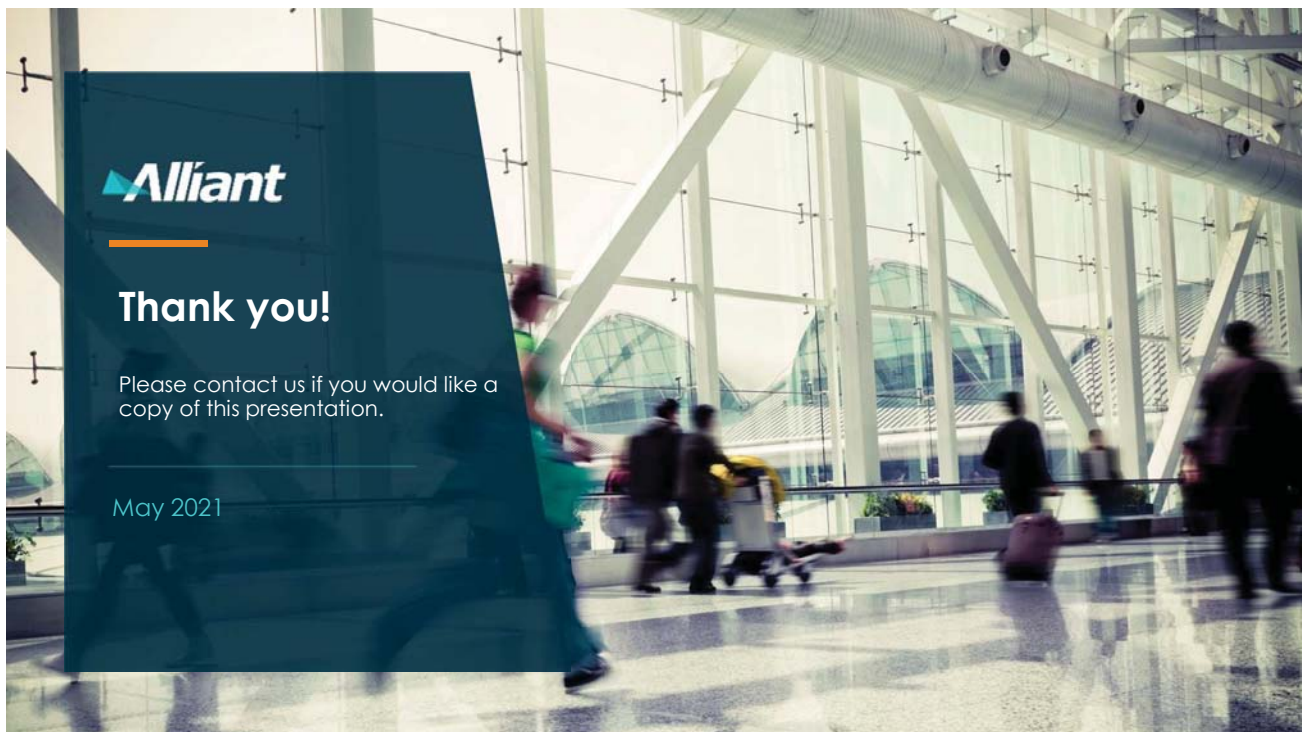 Alliant
Thank you!
Please contact us if you would like a
copy of this presentation.
May 2021